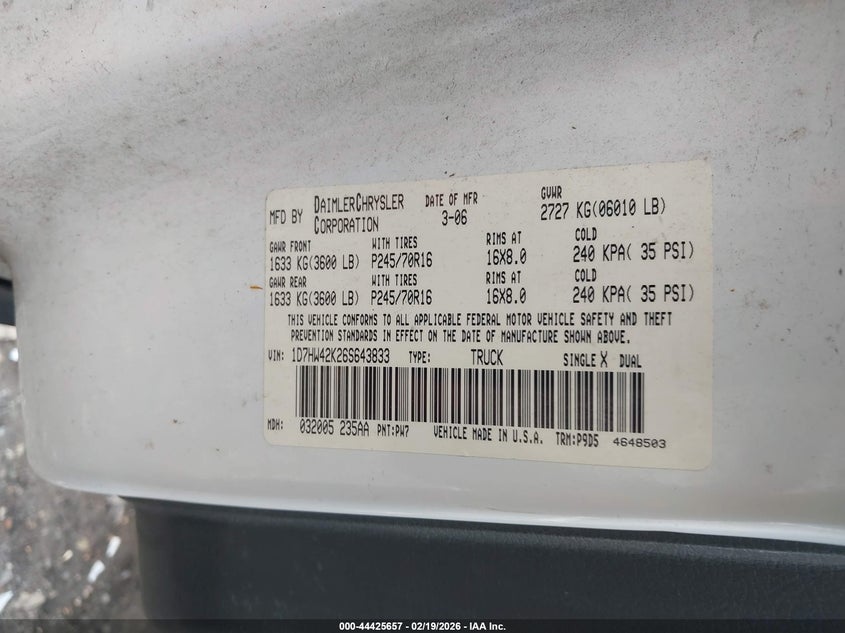 MFD BY DAIMLERCHRYSLER CORPORATION DATE OF MFR 3-06 GVWR 2727 KG(06010 LB)
GAWR FRONT WITH TIRES RIMS AT COLD
1633 KG(3600 LB) P245/70R16 16X8.0 240 KPA( 35 PSI)
GAWR REAR WITH TIRES RIMS AT COLD
1633 KG(3600 LB) P245/70R16 16X8.0 240 KPA( 35 PSI)
THIS VEHICLE CONFORMS TO ALL APPLICABLE FEDERAL MOTOR VEHICLE SAFETY AND THEFT
PREVENTION STANDARDS IN EFFECT ON THE DATE OF MANUFACTURE SHOWN ABOVE.
VIN: 1D7HW42K26S643833 TYPE: TRUCK SINGLE X DUAL
MDH: 032005 235AA PNT:PW7 VEHICLE MADE IN U.S.A. TRM:P9D5 4648503
000-44425657 - 02/19/2026 - IAA Inc.